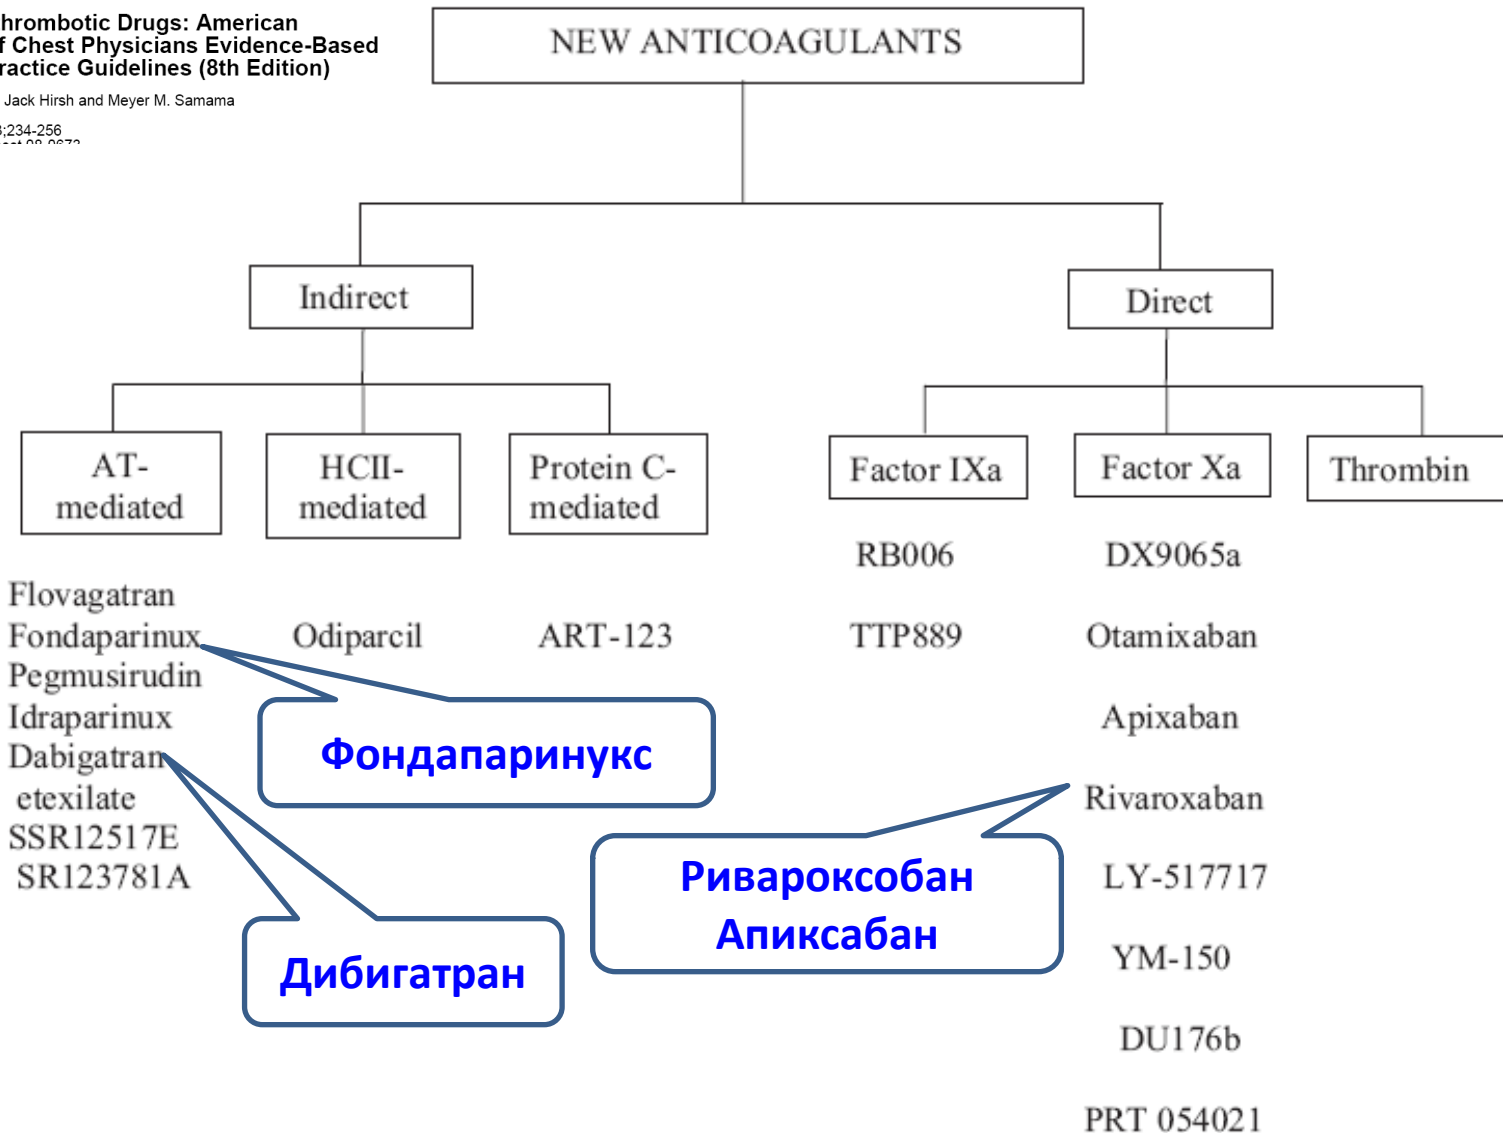 hrombotic Drugs: American
f Chest Physicians Evidence-Based
ractice Guidelines (8th Edition)
Jack Hirsh and Meyer M. Samama
;234-256
NEW ANTICOAGULANTS
Indirect
Direct
AT-
mediated
HCII-
mediated
Protein C-
mediated
Factor IXa
Factor Xa
Thrombin
Flovagatran
Fondaparinux
Pegmusirudin
Idraparinux
Dabigatran
etexilate
SSR12517E
SR123781A
Odiparcil
ART-123
RB006
TTP889
DX9065a
Otamixaban
Apixaban
Rivaroxaban
LY-517717
YM-150
DU176b
PRT 054021
Фондапаринукс
Дибигатран
Ривароксобан
Апиксабан